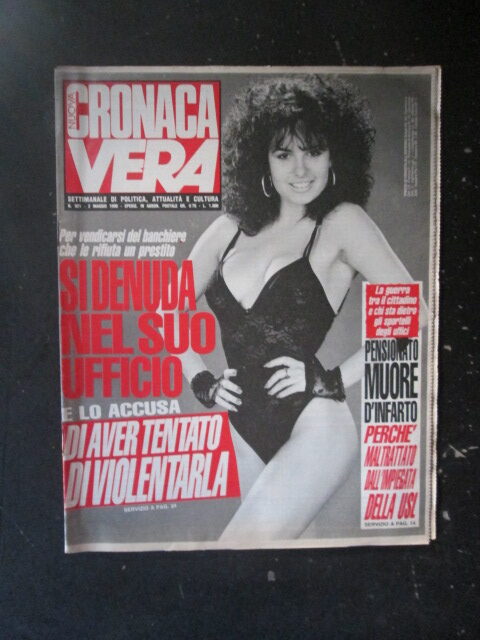 NUOVA
CRONACA
VERA
SETTIMANALE DI POLITICA, ATTUALITÀ E CULTURA
Per vendicarsi del banchiere
che le rifiuta un prestito
SI DENUDA
NEL SUO
UFFICIO
E LO ACCUSA
DI AVER TENTATO
DI VIOLENTARLA
SERVIZIO A PAG.
La guerra
tra il cittadino
e chi sta dietro
gli sportelli
degli uffici
PENSIONATO
MUORE
D'INFARTO
PERCHE'
MALTRATTATO
DALL'IMPIEGATA
DELLA USL
SERVIZIO A PAG. 14